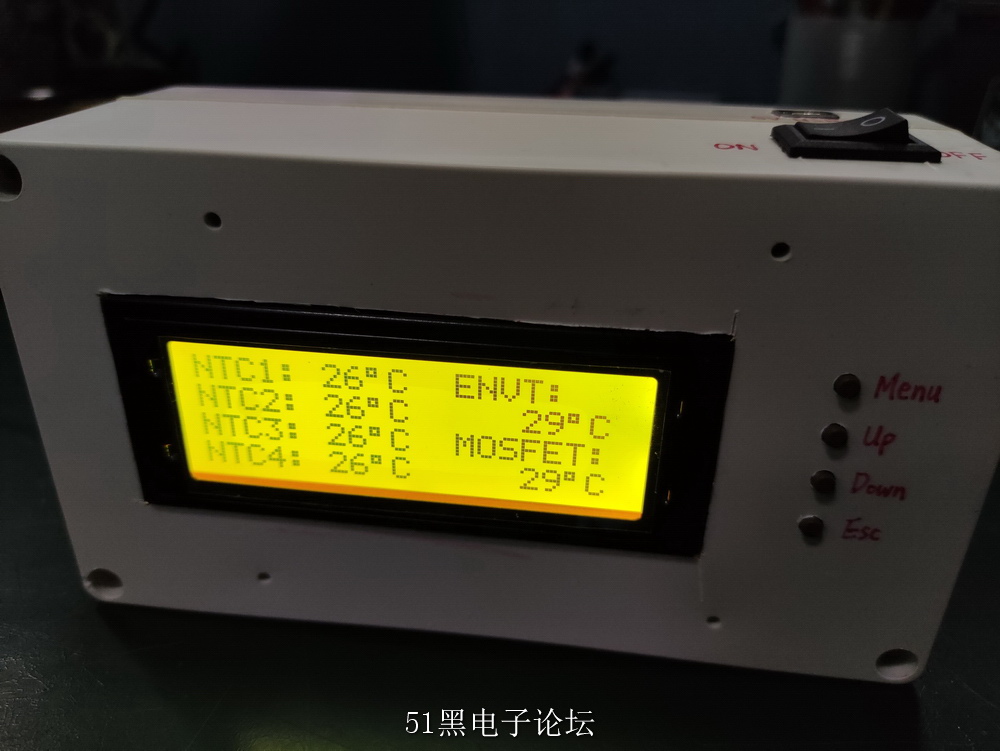 ON OFF
NTC1: 26°C ENVT:
NTC2: 26°C 29°C
NTC3: 26°C MOSFET:
NTC4: 26°C 29°C
Menu
Up
Down
Esc
51黑电子论坛